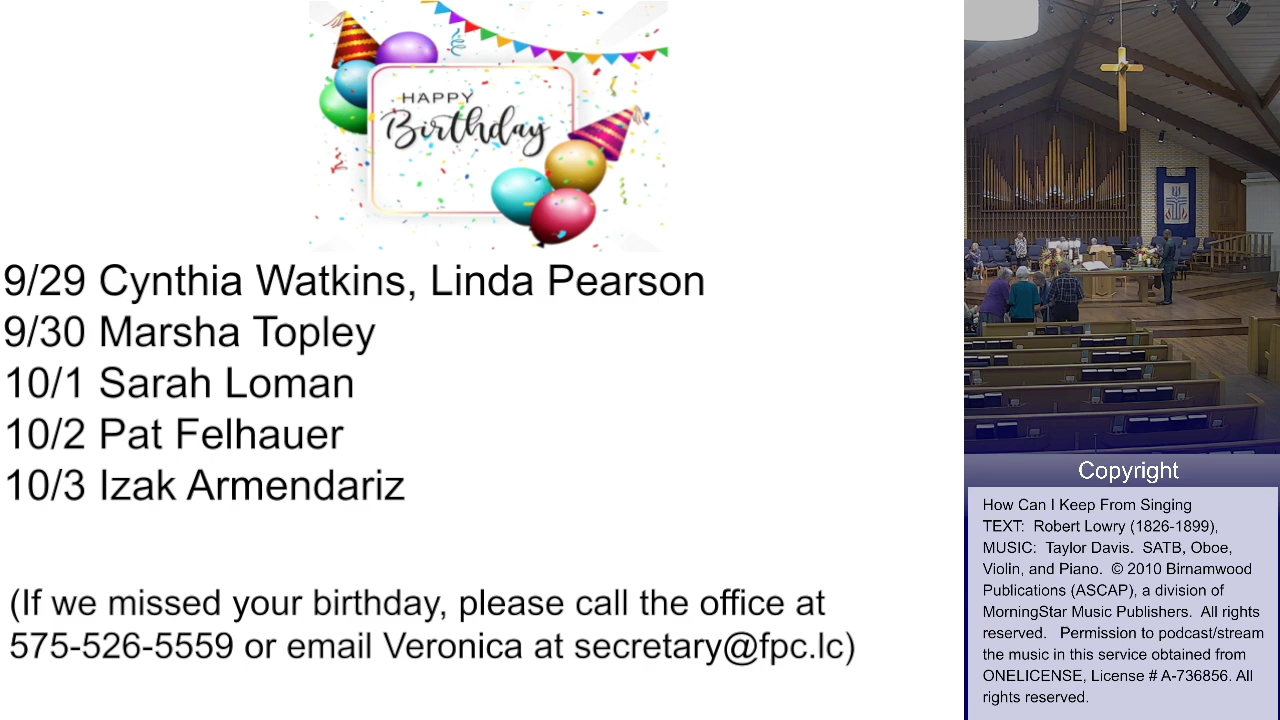 HAPPY
Birthday
9/29 Cynthia Watkins, Linda Pearson
9/30 Marsha Topley
10/1 Sarah Loman
10/2 Pat Felhauer
10/3 Izak Armendariz
(If we missed your birthday, please call the office at
575-526-5559 or email Veronica at secretary@fpc.lc)
Copyright
How Can I Keep From Singing
TEXT:  Robert Lowry (1826-1899),
MUSIC:  Taylor Davis.  SATB, Oboe,
Violin, and Piano.  © 2010 Birnamwood
Publications (ASCAP), a division of
MorningStar Music Publishers.  All rights
reserved.   Permission to podcast/stream
the music in this service obtained from
ONELICENSE, License # A-736856. All
rights reserved.